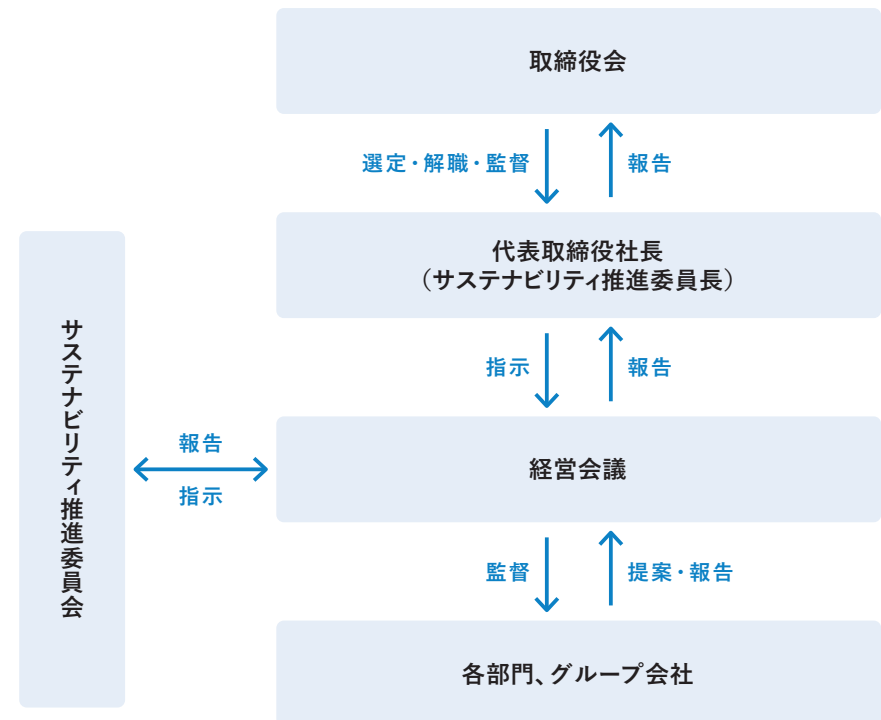 取締役会
選定・解職・監督
報告
代表取締役社長
（サステナビリティ推進委員長）
指示
報告
サステナビリティ推進委員会
報告
指示
経営会議
監督
提案・報告
各部門、グループ会社